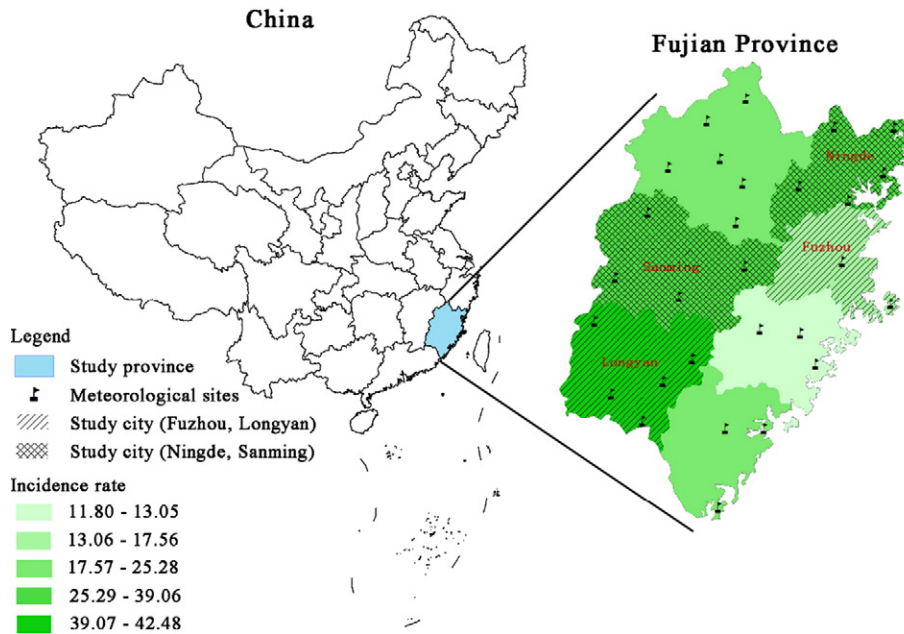 China
Fujian Province
Ningde
Fuzhou
Sanming
Longyan
Legend
Study province
Meteorological sites
Study city (Fuzhou, Longyan)
Study city (Ningde, Sanming)
Incidence rate
11.80 - 13.05
13.06 - 17.56
17.57 - 25.28
25.29 - 39.06
39.07 - 42.48